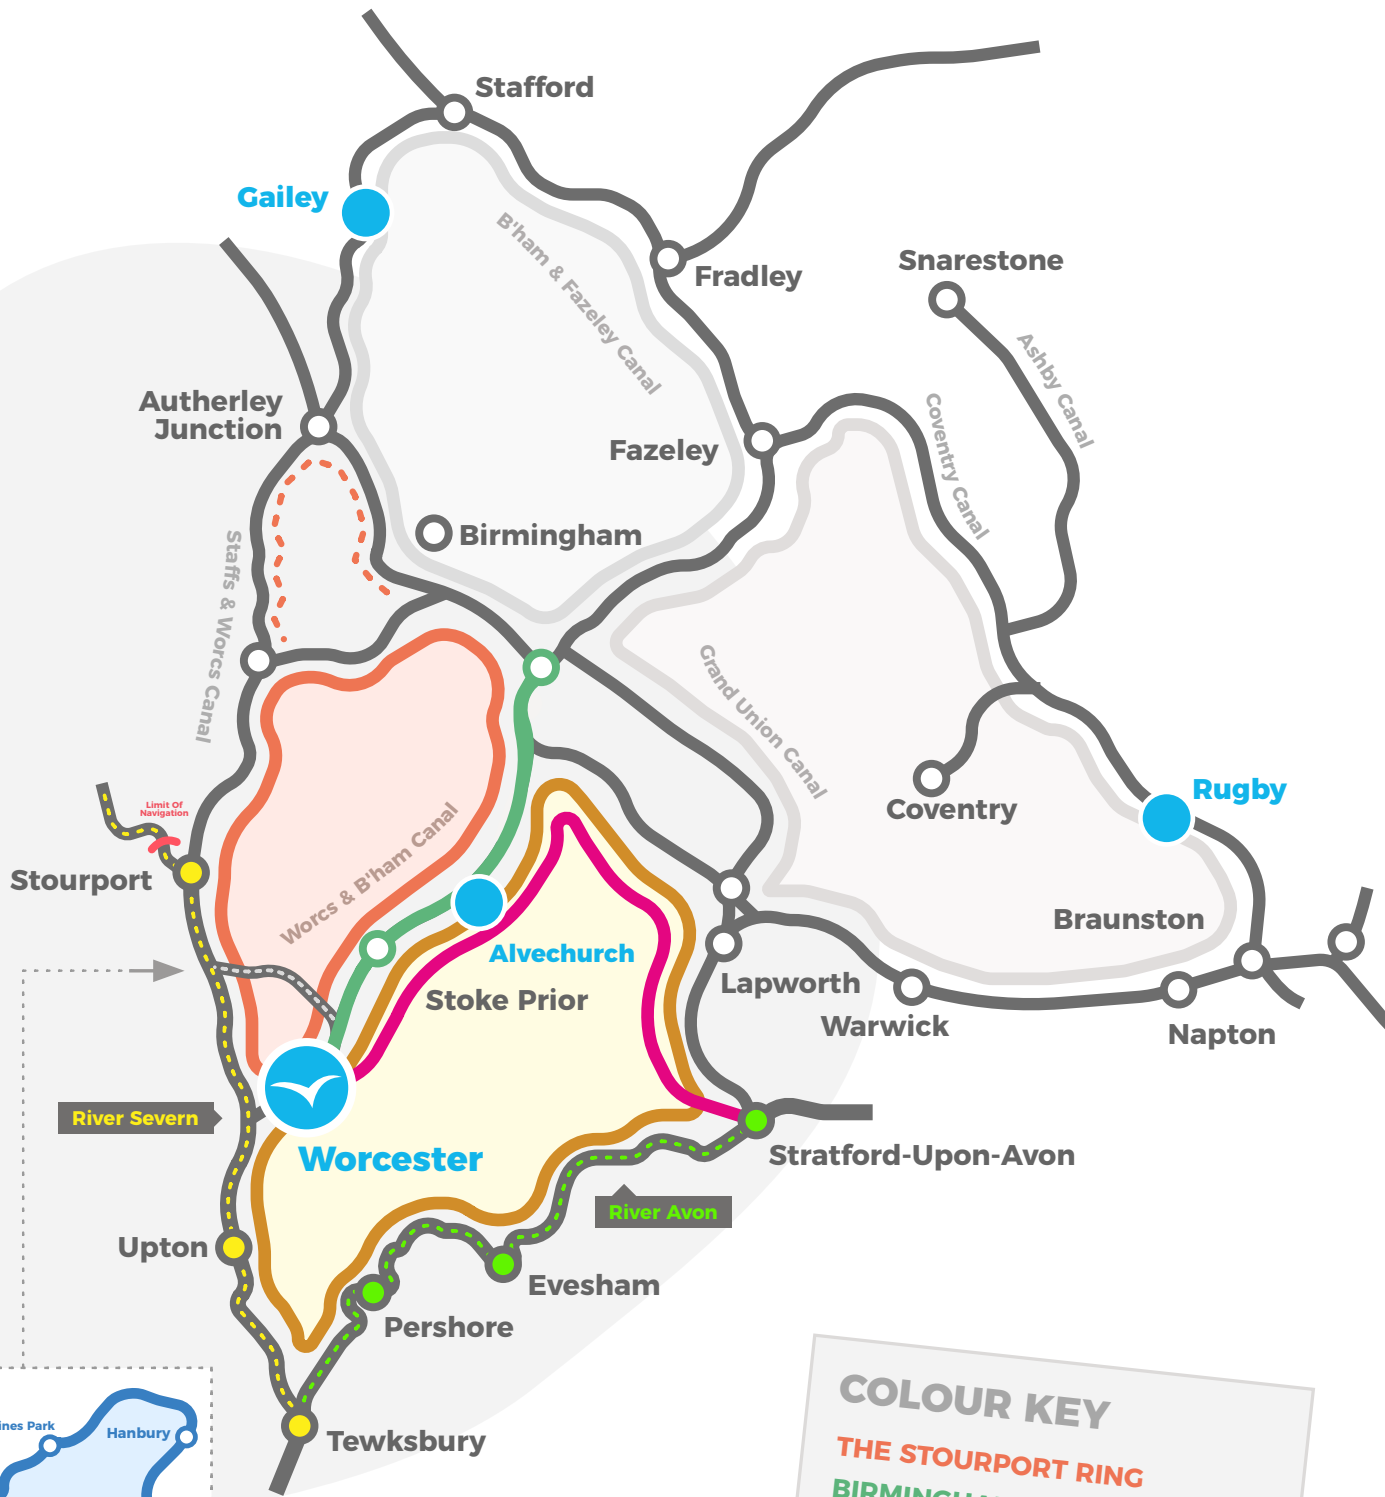 Stafford
Gailey
B'ham & Fazeley Canal
Fradley
Snarestone
Ashby Canal
Autherley
Junction
Coventry Canal
Fazeley
Birmingham
Staffs & Worcs Canal
Grand Union Canal
Rugby
Coventry
Limit Of
Navigation
Stourport
Worcs & B'ham Canal
Braunston
Alvechurch
Lapworth
Stoke Prior
Warwick
Napton
River Severn
Worcester
Stratford-Upon-Avon
River Avon
Upton
Evesham
Pershore
COLOUR KEY
Hanbury
Park
Tewksbury
THE STOURPORT RING